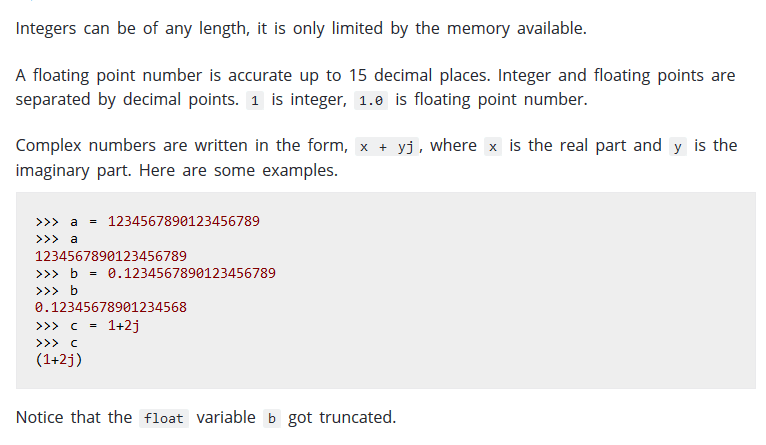 Integers can be of any length, it is only limited by the memory available.
A floating point number is accurate up to 15 decimal places. Integer and floating points are
separated by decimal points. 1 is integer, 1.0 is floating point number.
Complex numbers are written in the form, x + yj, where x is the real part and y is the
imaginary part. Here are some examples.
>>> a = 1234567890123456789
>>> a
1234567890123456789
>>> b = 0.1234567890123456789
>>> b
0.12345678901234568
>>> c = 1+2j
>>> c
(1+2j)
Notice that the float variable b got truncated.